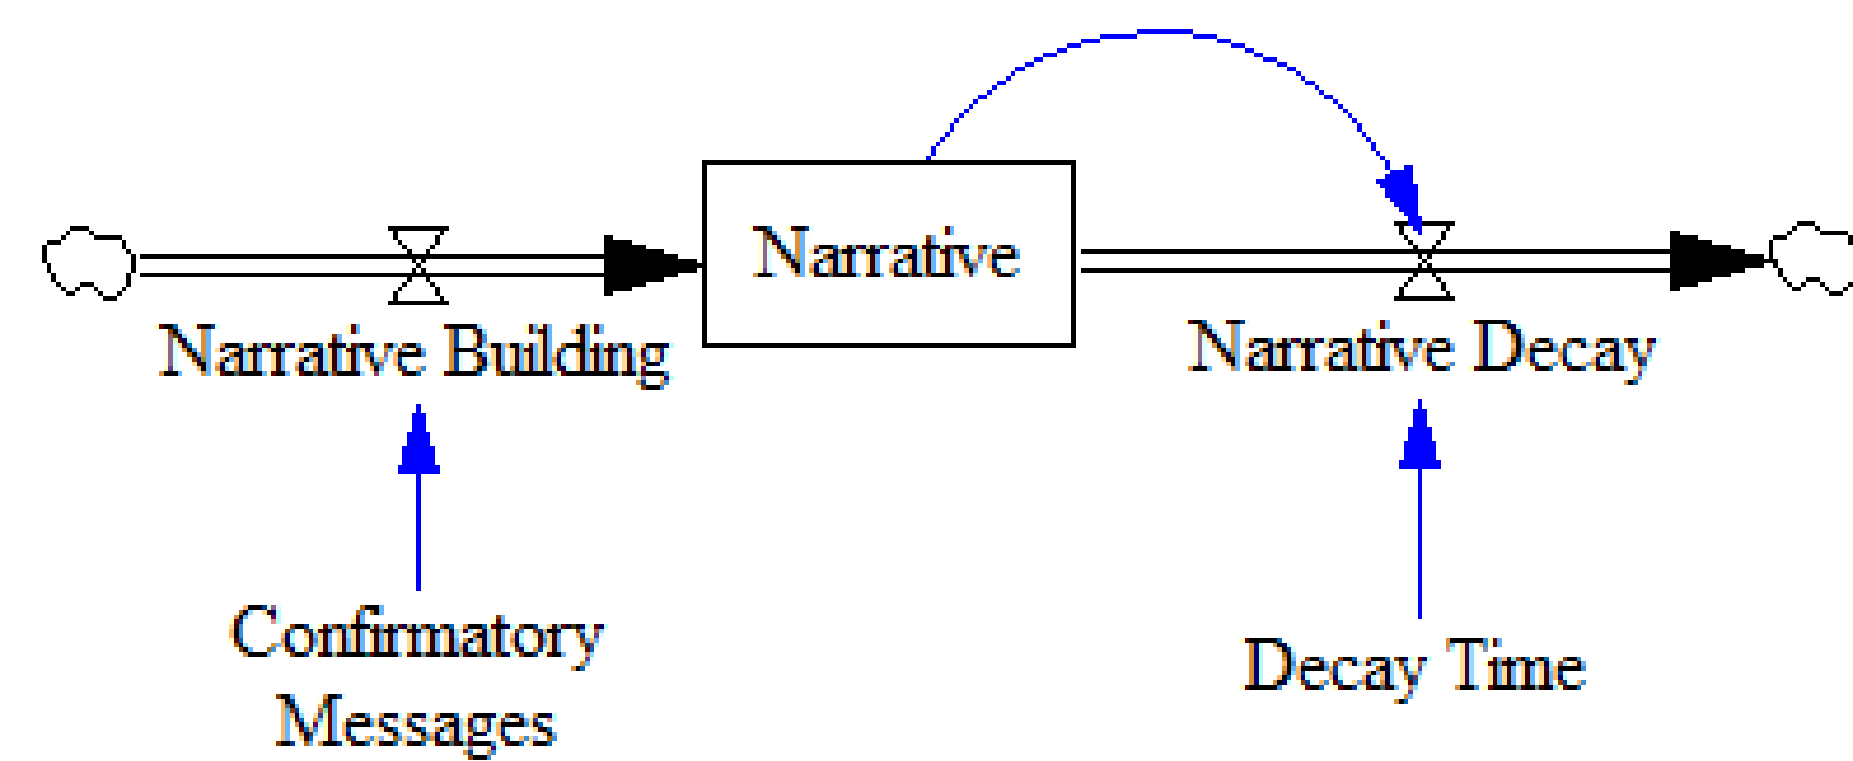 Narrative
Narrative Building
Narrative Decay
Confirmatory
Messages
Decay Time